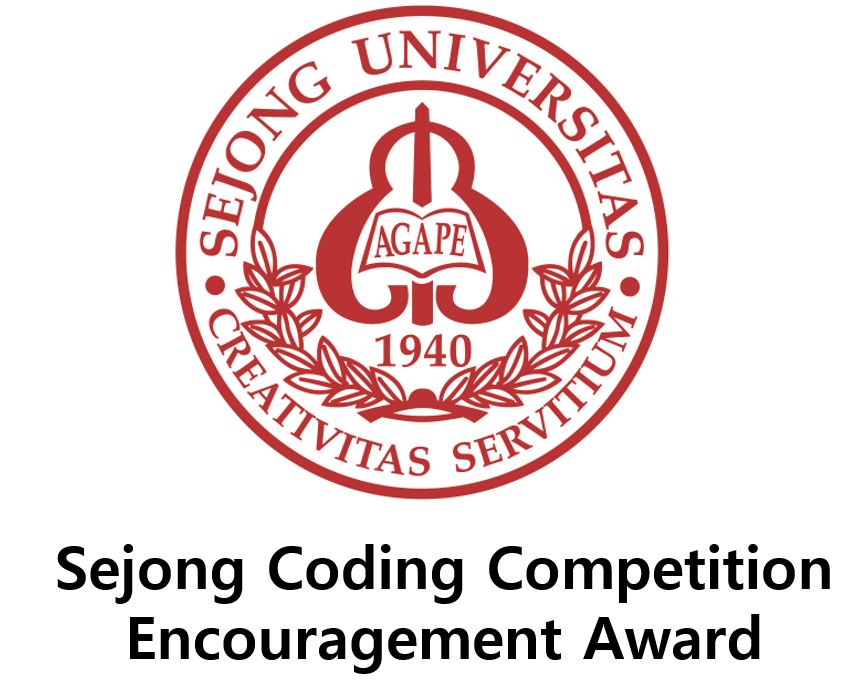 SEJONG UNIVERSITAS
AGAPE
1940
CREATIVITAS SERVITIUM
Sejong Coding Competition
Encouragement Award